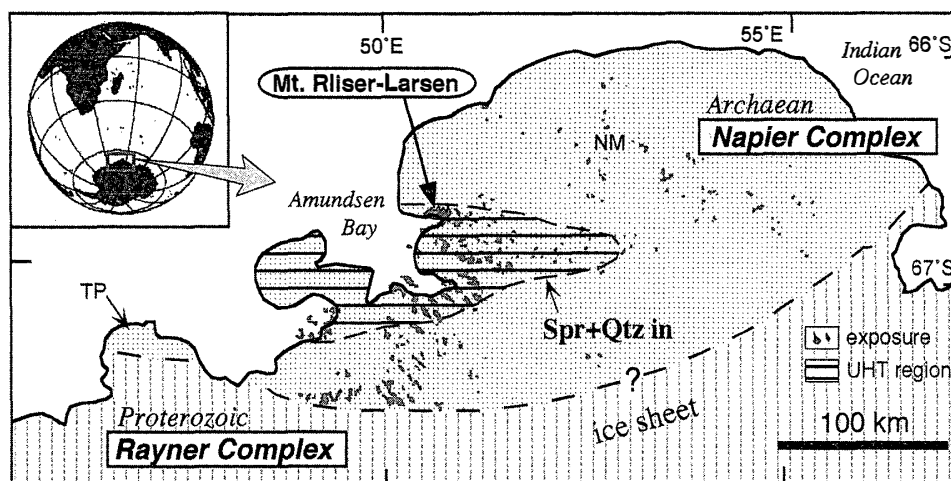 50°E
55°E
66°S
Indian
Ocean
Mt. Rliser-Larsen
Archaean
NM
Napier Complex
Amundsen
Bay
67°S
TP
Spr+Qtz in
exposure
UHT region
?
ice sheet
100 km
Proterozoic
Rayner Complex